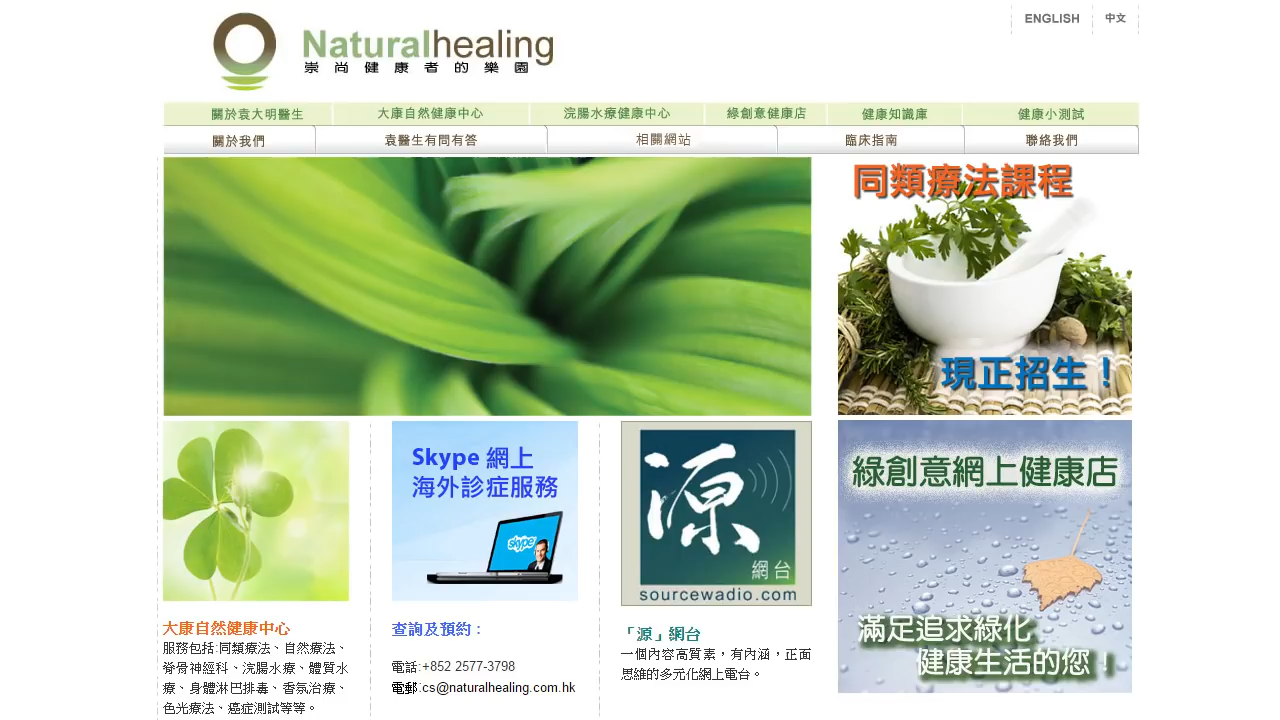 ENGLISH 中文
Naturalhealing
崇尚健康者的樂園
關於袁大明醫生 大康自然健康中心 浣腸水療健康中心 綠創意健康店 健康知識庫 健康小測試
關於我們 袁醫生有問有答 相關網站 臨床指南 聯絡我們
同類療法課程
現正招生！
Skype 網上
海外診症服務
skype
源
網台
sourcewadio.com
綠創意網上健康店
滿足追求綠化
健康生活的您！
大康自然健康中心
服務包括:同類療法、自然療法、
脊骨神經科、浣腸水療、體質水
療、身體淋巴排毒、香氛治療、
色光療法、癌症測試等等。
查詢及預約：
電話:+852 2577-3798
電郵:cs@naturalhealing.com.hk
「源」網台
一個內容高質素，有內涵，正面
思維的多元化網上電台。